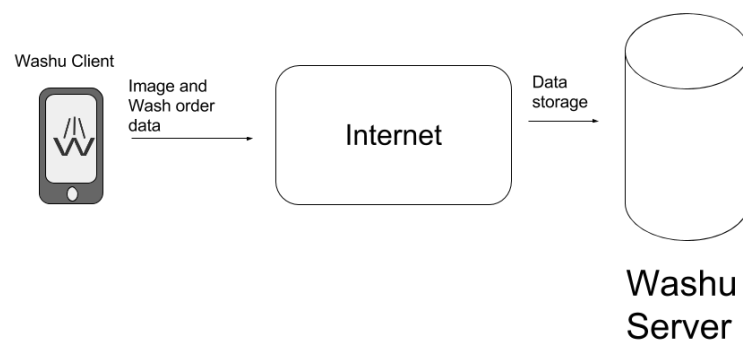 Washu Client
Image and
Wash order
data
W
Internet
Data
storage
Washu
Server